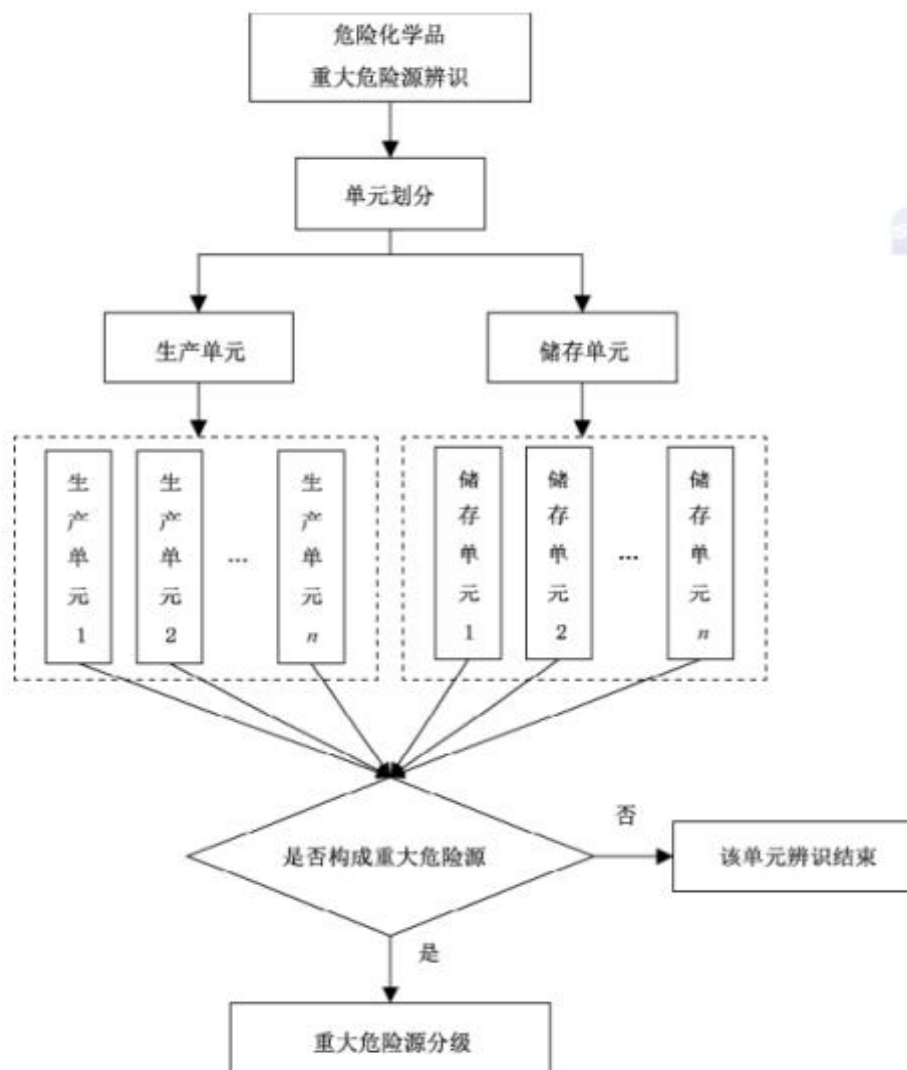 危险化学品
重大危险源辨识
单元划分
生产单元
储存单元
生产单元1
生产单元2
...
生产单元n
储存单元1
储存单元2
...
储存单元n
是否构成重大危险源
否
该单元辨识结束
是
重大危险源分级